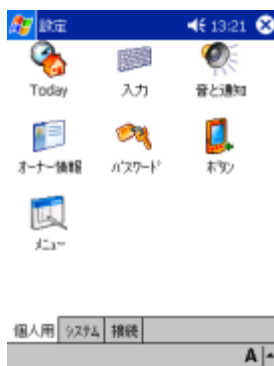 設定 13:21
Today 入力 音と通知
オーナー情報 パスワード ボタン
メニュー
個人用 システム 接続
A